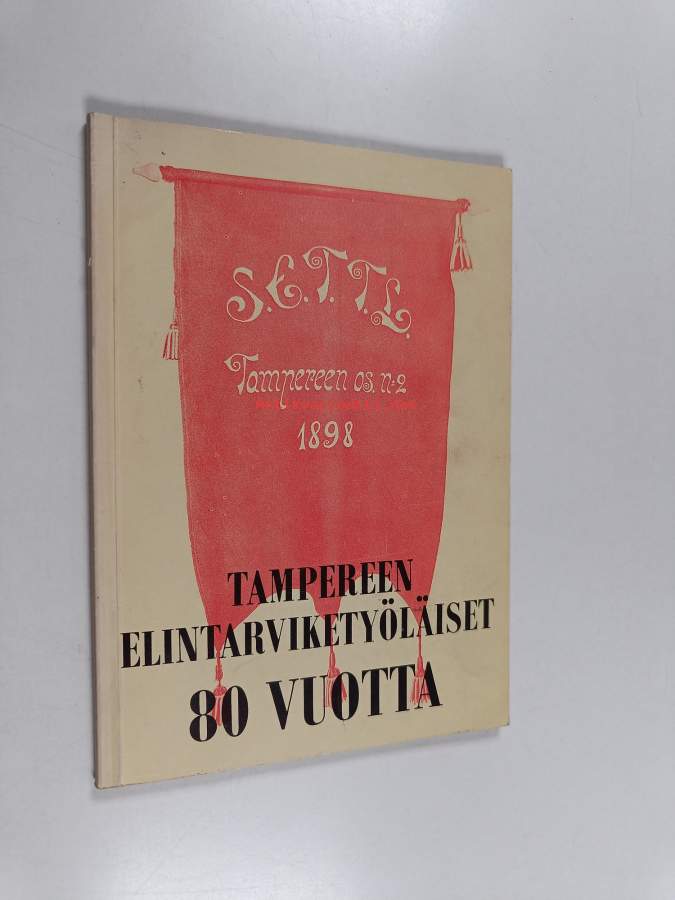 S.E.T.T.L.
Tampereen os. n:2
1898
TAMPEREEN
ELINTARVIKETYÖLÄISET
80 VUOTTA